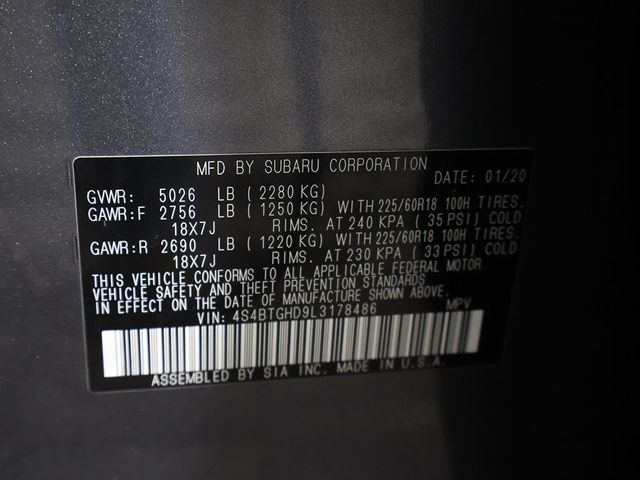 MFD BY SUBARU CORPORATION DATE: 01/20
GVWR: 5026 LB ( 2280 KG)
GAWR:F 2756 LB ( 1250 KG) WITH 225/60R18 100H TIRES.
18X7J RIMS. AT 240 KPA ( 35 PSI) COLD
GAWR:R 2690 LB ( 1220 KG) WITH 225/60R18 100H TIRES.
18X7J RIMS. AT 230 KPA ( 33 PSI) COLD
THIS VEHICLE CONFORMS TO ALL APPLICABLE FEDERAL MOTOR
VEHICLE SAFETY AND THEFT PREVENTION STANDARDS
IN EFFECT ON THE DATE OF MANUFACTURE SHOWN ABOVE.
VIN: 4S4BTGHD9L3178486 MPV
ASSEMBLED BY SIA INC. MADE IN U.S.A.